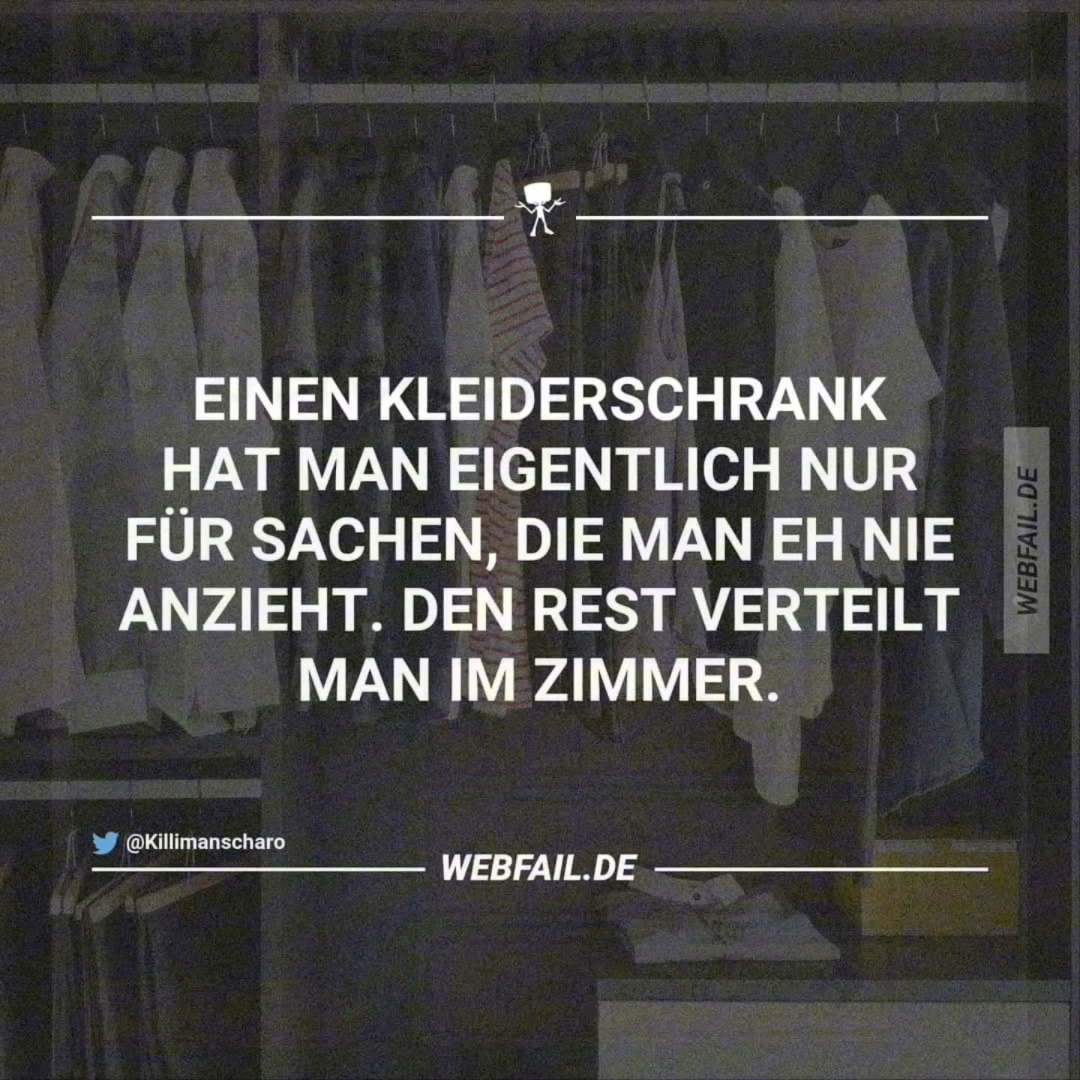 EINEN KLEIDERSCHRANK
HAT MAN EIGENTLICH NUR
FÜR SACHEN, DIE MAN EH NIE
ANZIEHT. DEN REST VERTEILT
MAN IM ZIMMER.
WEBFAIL.DE
@Killimanscharo
WEBFAIL.DE